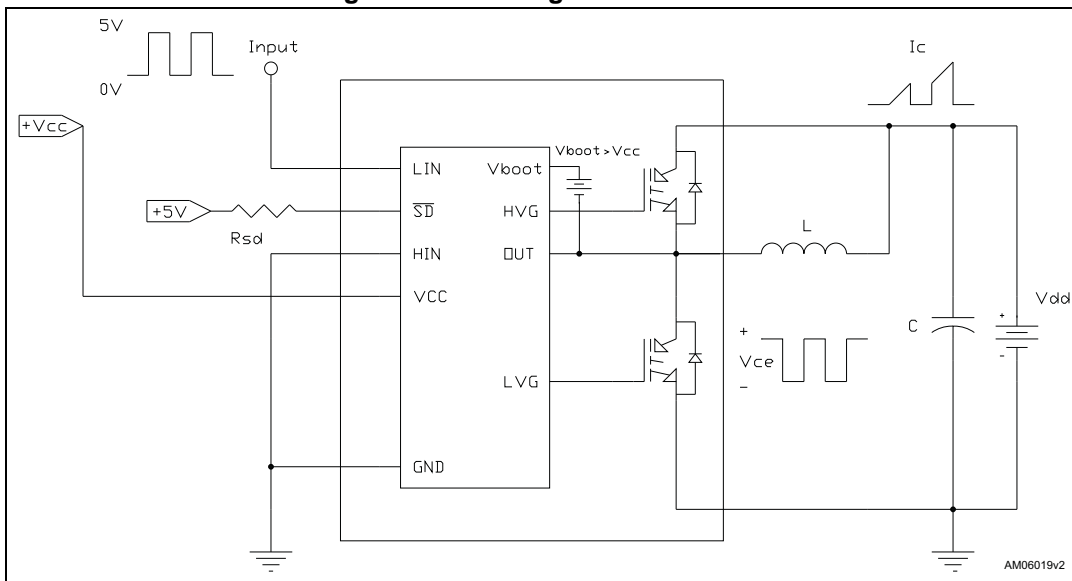 5V
0V
Input
+Vcc
+5V
Rsd
LIN
SD
HIN
VCC
GND
Vboot
HVG
OUT
LVG
Vboot>Vcc
Ic
L
C
+
Vce
-
+
-
Vdd
AM06019v2